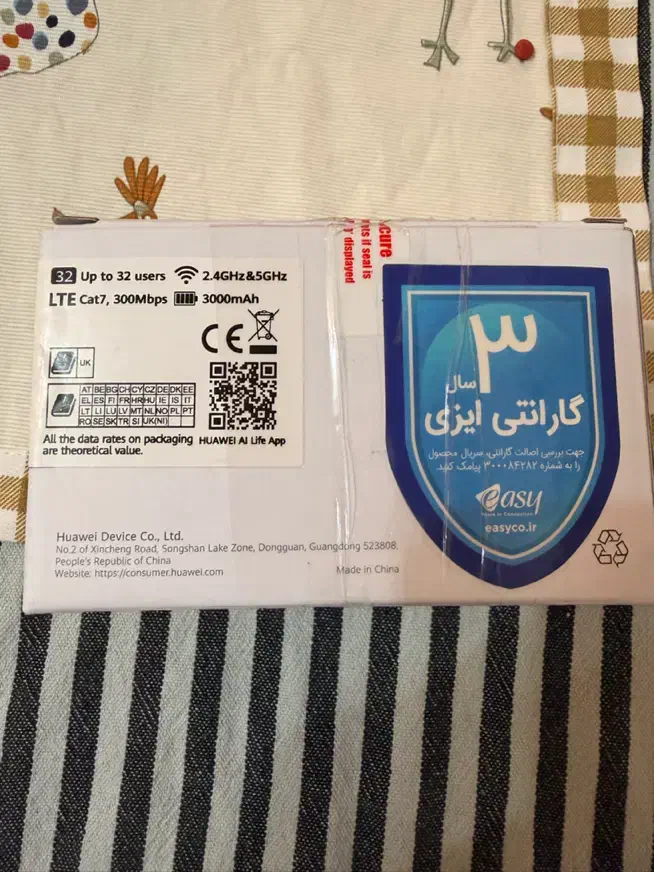 32 Up to 32 users 2.4GHz&5GHz
LTE Cat7, 300Mbps 3000mAh
CE
UK
AT BE BG CH CY CZ DE DK EE
EL ES FI FR HR HU IE IS IT
LT LI LU LV MT NL NO PL PT
RO SE SK TR SI UK(NI)
All the data rates on packaging
are theoretical value.
HUAWEI AI Life App
Huawei Device Co., Ltd.
No.2 of Xincheng Road, Songshan Lake Zone, Dongguan, Guangdong 523808,
People's Republic of China
Website: https://consumer.huawei.com
Made in China
cure
if seal is
displayed
۳
سال
گارانتی ایزی
جهت بررسی اصالت گارانتی، سریال محصول
را به شماره ۳۰۰۰۸۴۲۸۲ پیامک کنید.
easy
easyco.ir